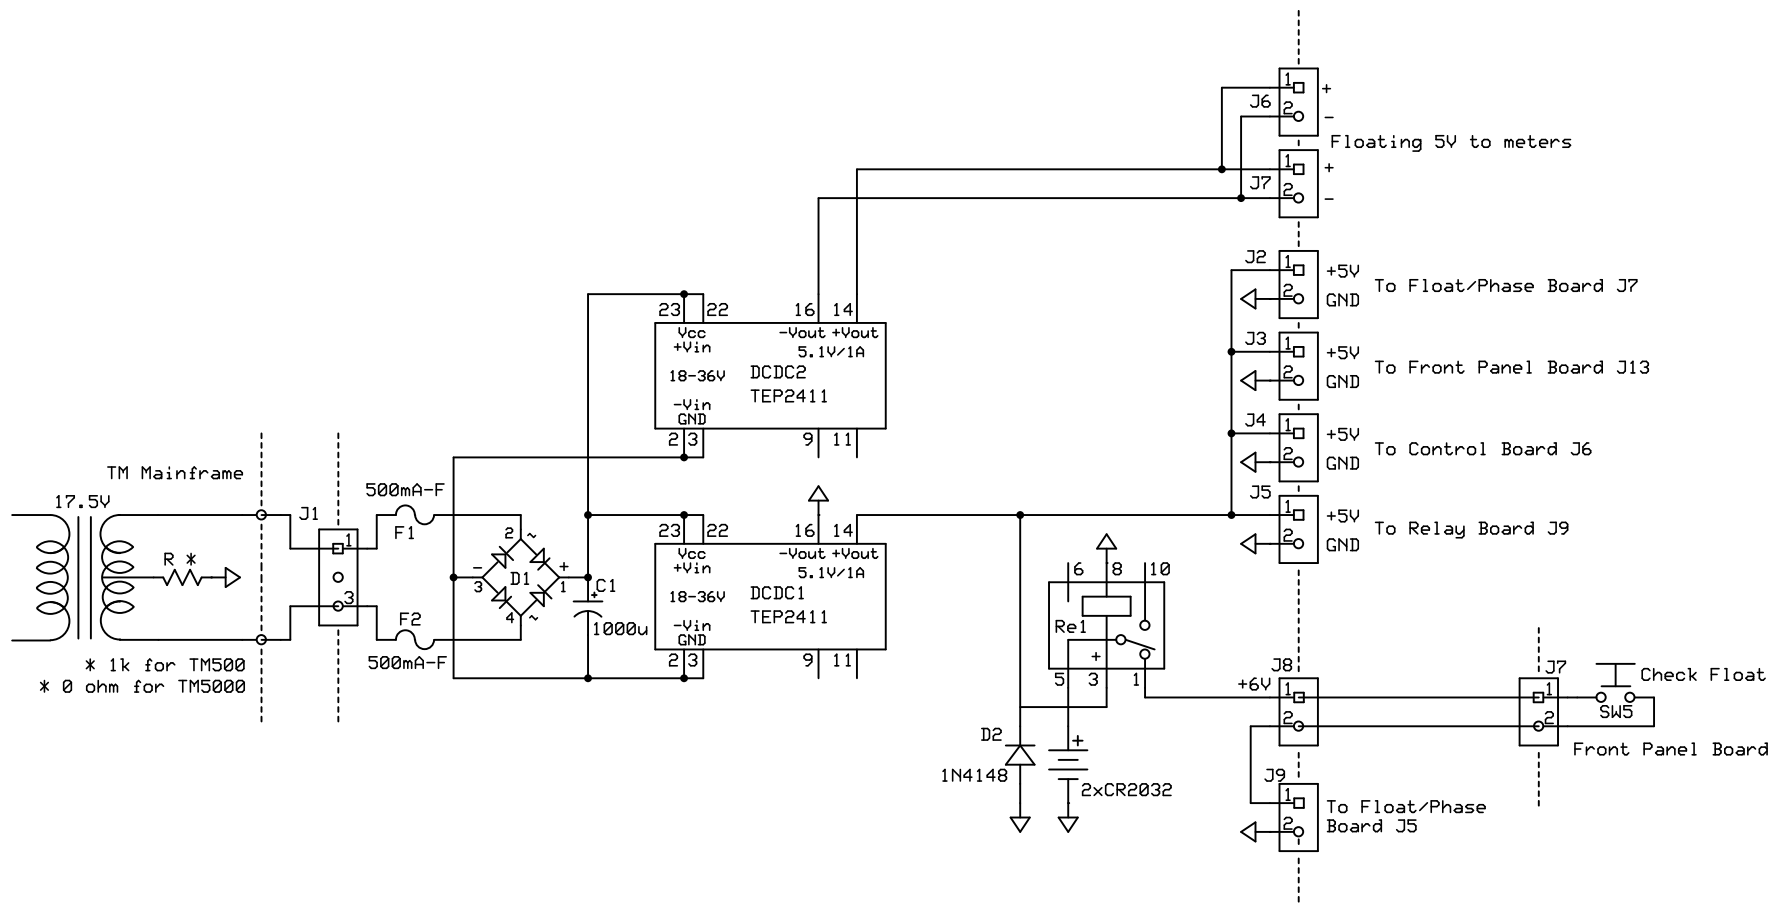 1
+
J6
2
-
Floating 5V to meters
1
+
J7
2
-
J2
1
+5V
To Float/Phase Board J7
2
GND
J3
1
+5V
To Front Panel Board J13
2
GND
J4
1
+5V
To Control Board J6
2
GND
J5
1
+5V
To Relay Board J9
2
GND
23
22
16
14
Vcc
+Vin
-Vout
+Vout
5.1V/1A
18-36V
DCDC2
TEP2411
-Vin
GND
2
3
9
11
TM Mainframe
17.5V
R *
* 1k for TM500
* 0 ohm for TM5000
J1
1
3
500mA-F
F1
F2
500mA-F
2
~
-
3
D1
+
1
4
~
+
C1
1000u
23
22
16
14
Vcc
+Vin
-Vout
+Vout
5.1V/1A
18-36V
DCDC1
TEP2411
-Vin
GND
2
3
9
11
6
8
10
Re1
+
5
3
1
D2
1N4148
+
2xCR2032
J8
+6V
1
2
J9
1
2
To Float/Phase
Board J5
J7
1
2
Check Float
SW5
Front Panel Board